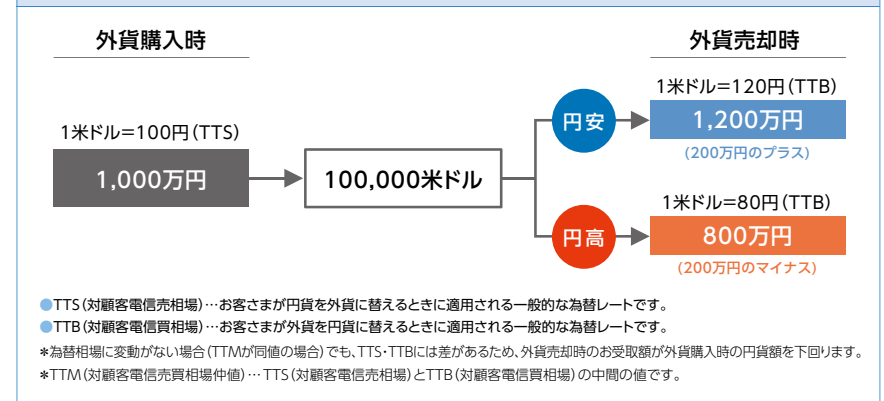 外貨購入時
外貨売却時
1米ドル=100円(TTS)
1,000万円
100,000米ドル
円安
1米ドル=120円(TTB)
1,200万円
(200万円のプラス)
円高
1米ドル=80円(TTB)
800万円
(200万円のマイナス)
●TTS(対顧客電信売相場)…お客さまが円貨を外貨に替えるときに適用される一般的な為替レートです。
●TTB(対顧客電信買相場)…お客さまが外貨を円貨に替えるときに適用される一般的な為替レートです。
*為替相場に変動がない場合(TTMが同値の場合)でも、TTS・TTBには差があるため、外貨売却時のお受取額が外貨購入時の円貨額を下回ります。
*TTM(対顧客電信売買相場仲値)…TTS(対顧客電信売相場)とTTB(対顧客電信買相場)の中間の値です。